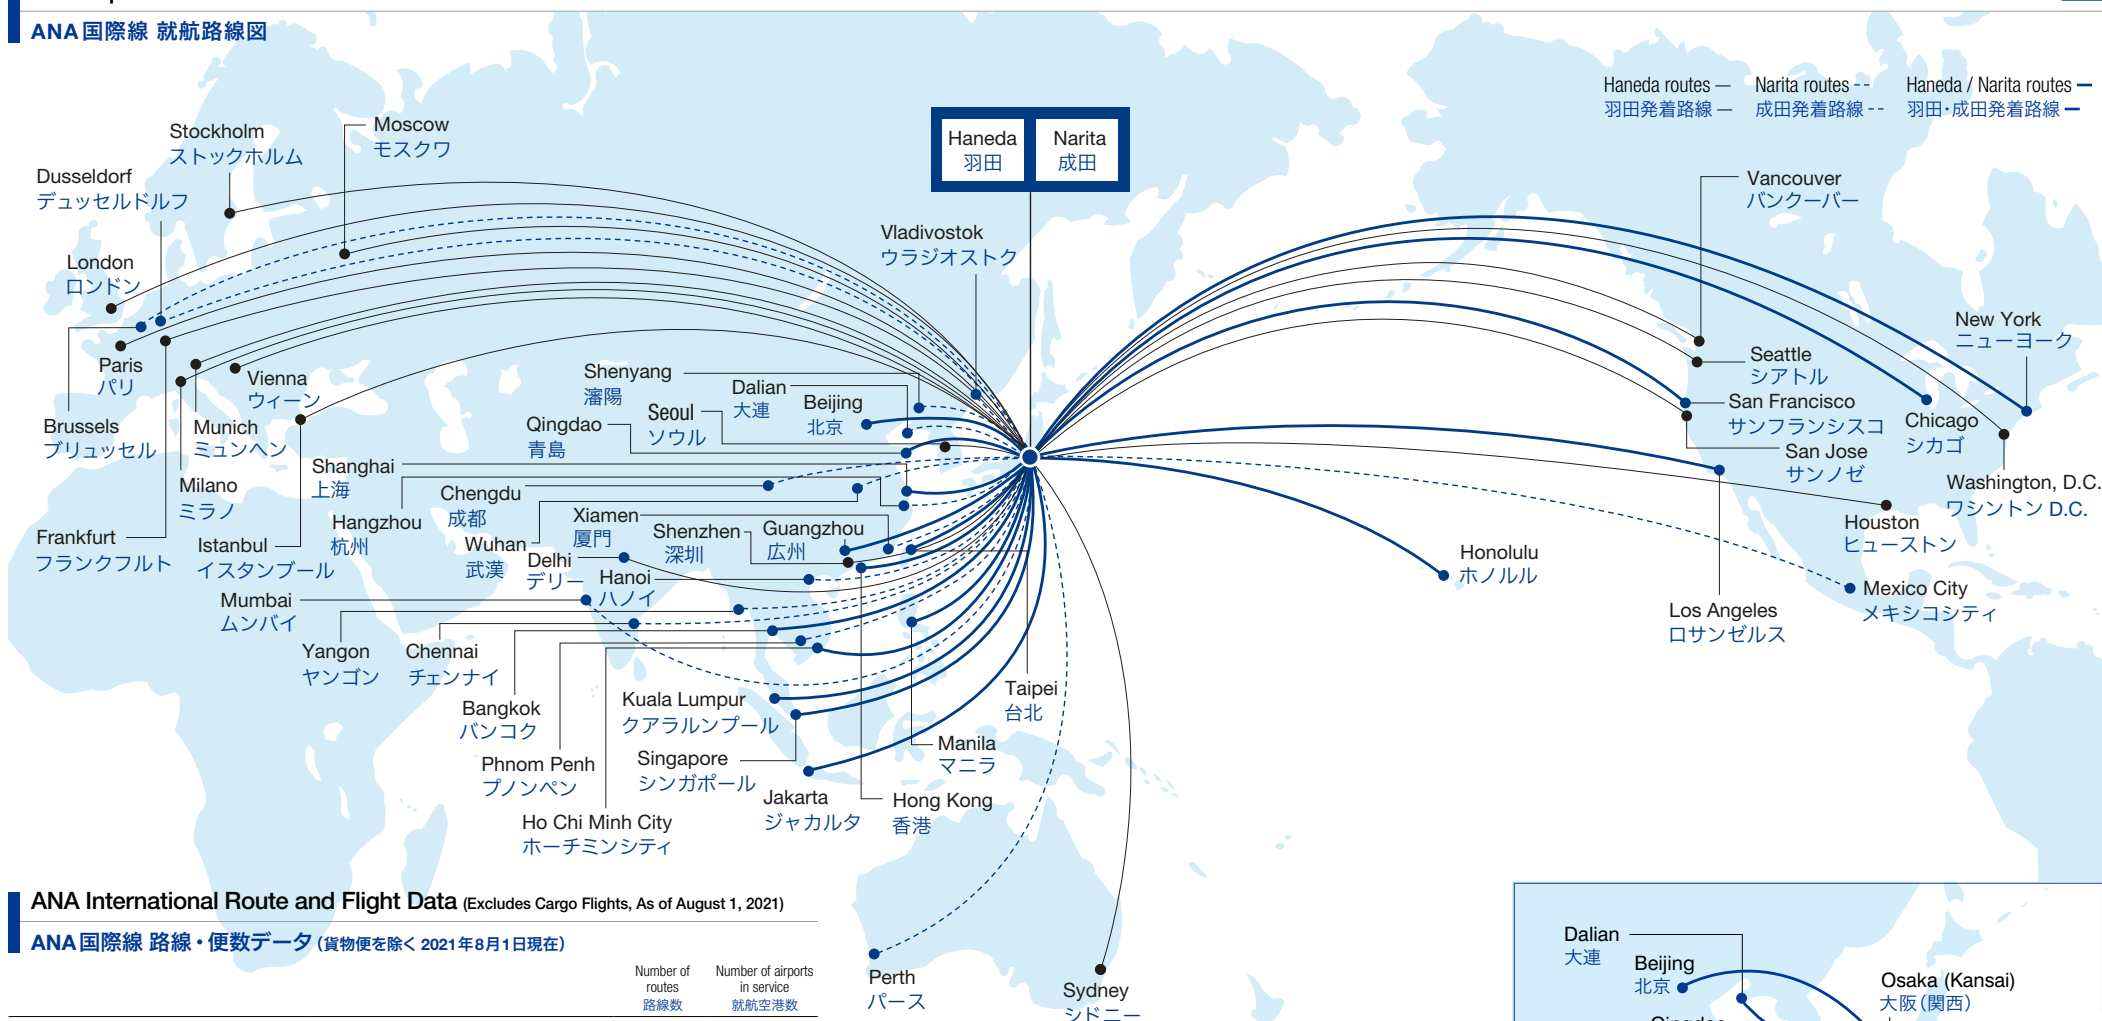 ANA国際線 就航路線図
Haneda routes
羽田発着路線
Narita routes
成田発着路線
Haneda / Narita routes
羽田・成田発着路線
Haneda
羽田
Narita
成田
Stockholm
ストックホルム
Moscow
モスクワ
Dusseldorf
デュッセルドルフ
London
ロンドン
Paris
パリ
Vienna
ウィーン
Brussels
ブリュッセル
Munich
ミュンヘン
Milano
ミラノ
Frankfurt
フランクフルト
Istanbul
イスタンブール
Vladivostok
ウラジオストク
Shenyang
瀋陽
Dalian
大連
Beijing
北京
Seoul
ソウル
Qingdao
青島
Shanghai
上海
Hangzhou
杭州
Chengdu
成都
Wuhan
武漢
Xiamen
厦門
Shenzhen
深圳
Guangzhou
広州
Delhi
デリー
Hanoi
ハノイ
Mumbai
ムンバイ
Yangon
ヤンゴン
Chennai
チェンナイ
Bangkok
バンコク
Phnom Penh
プノンペン
Ho Chi Minh City
ホーチミンシティ
Kuala Lumpur
クアラルンプール
Singapore
シンガポール
Jakarta
ジャカルタ
Hong Kong
香港
Manila
マニラ
Taipei
台北
Perth
パース
Sydney
シドニー
Vancouver
バンクーバー
Seattle
シアトル
San Francisco
サンフランシスコ
San Jose
サンノゼ
New York
ニューヨーク
Chicago
シカゴ
Washington, D.C.
ワシントン D.C.
Houston
ヒューストン
Honolulu
ホノルル
Los Angeles
ロサンゼルス
Mexico City
メキシコシティ
ANA International Route and Flight Data (Excludes Cargo Flights, As of August 1, 2021)
ANA国際線 路線・便数データ（貨物便を除く 2021年8月1日現在）
Number of
routes
路線数
Number of airports
in service
就航空港数
Dalian
大連
Beijing
北京
Osaka (Kansai)
大阪（関西）